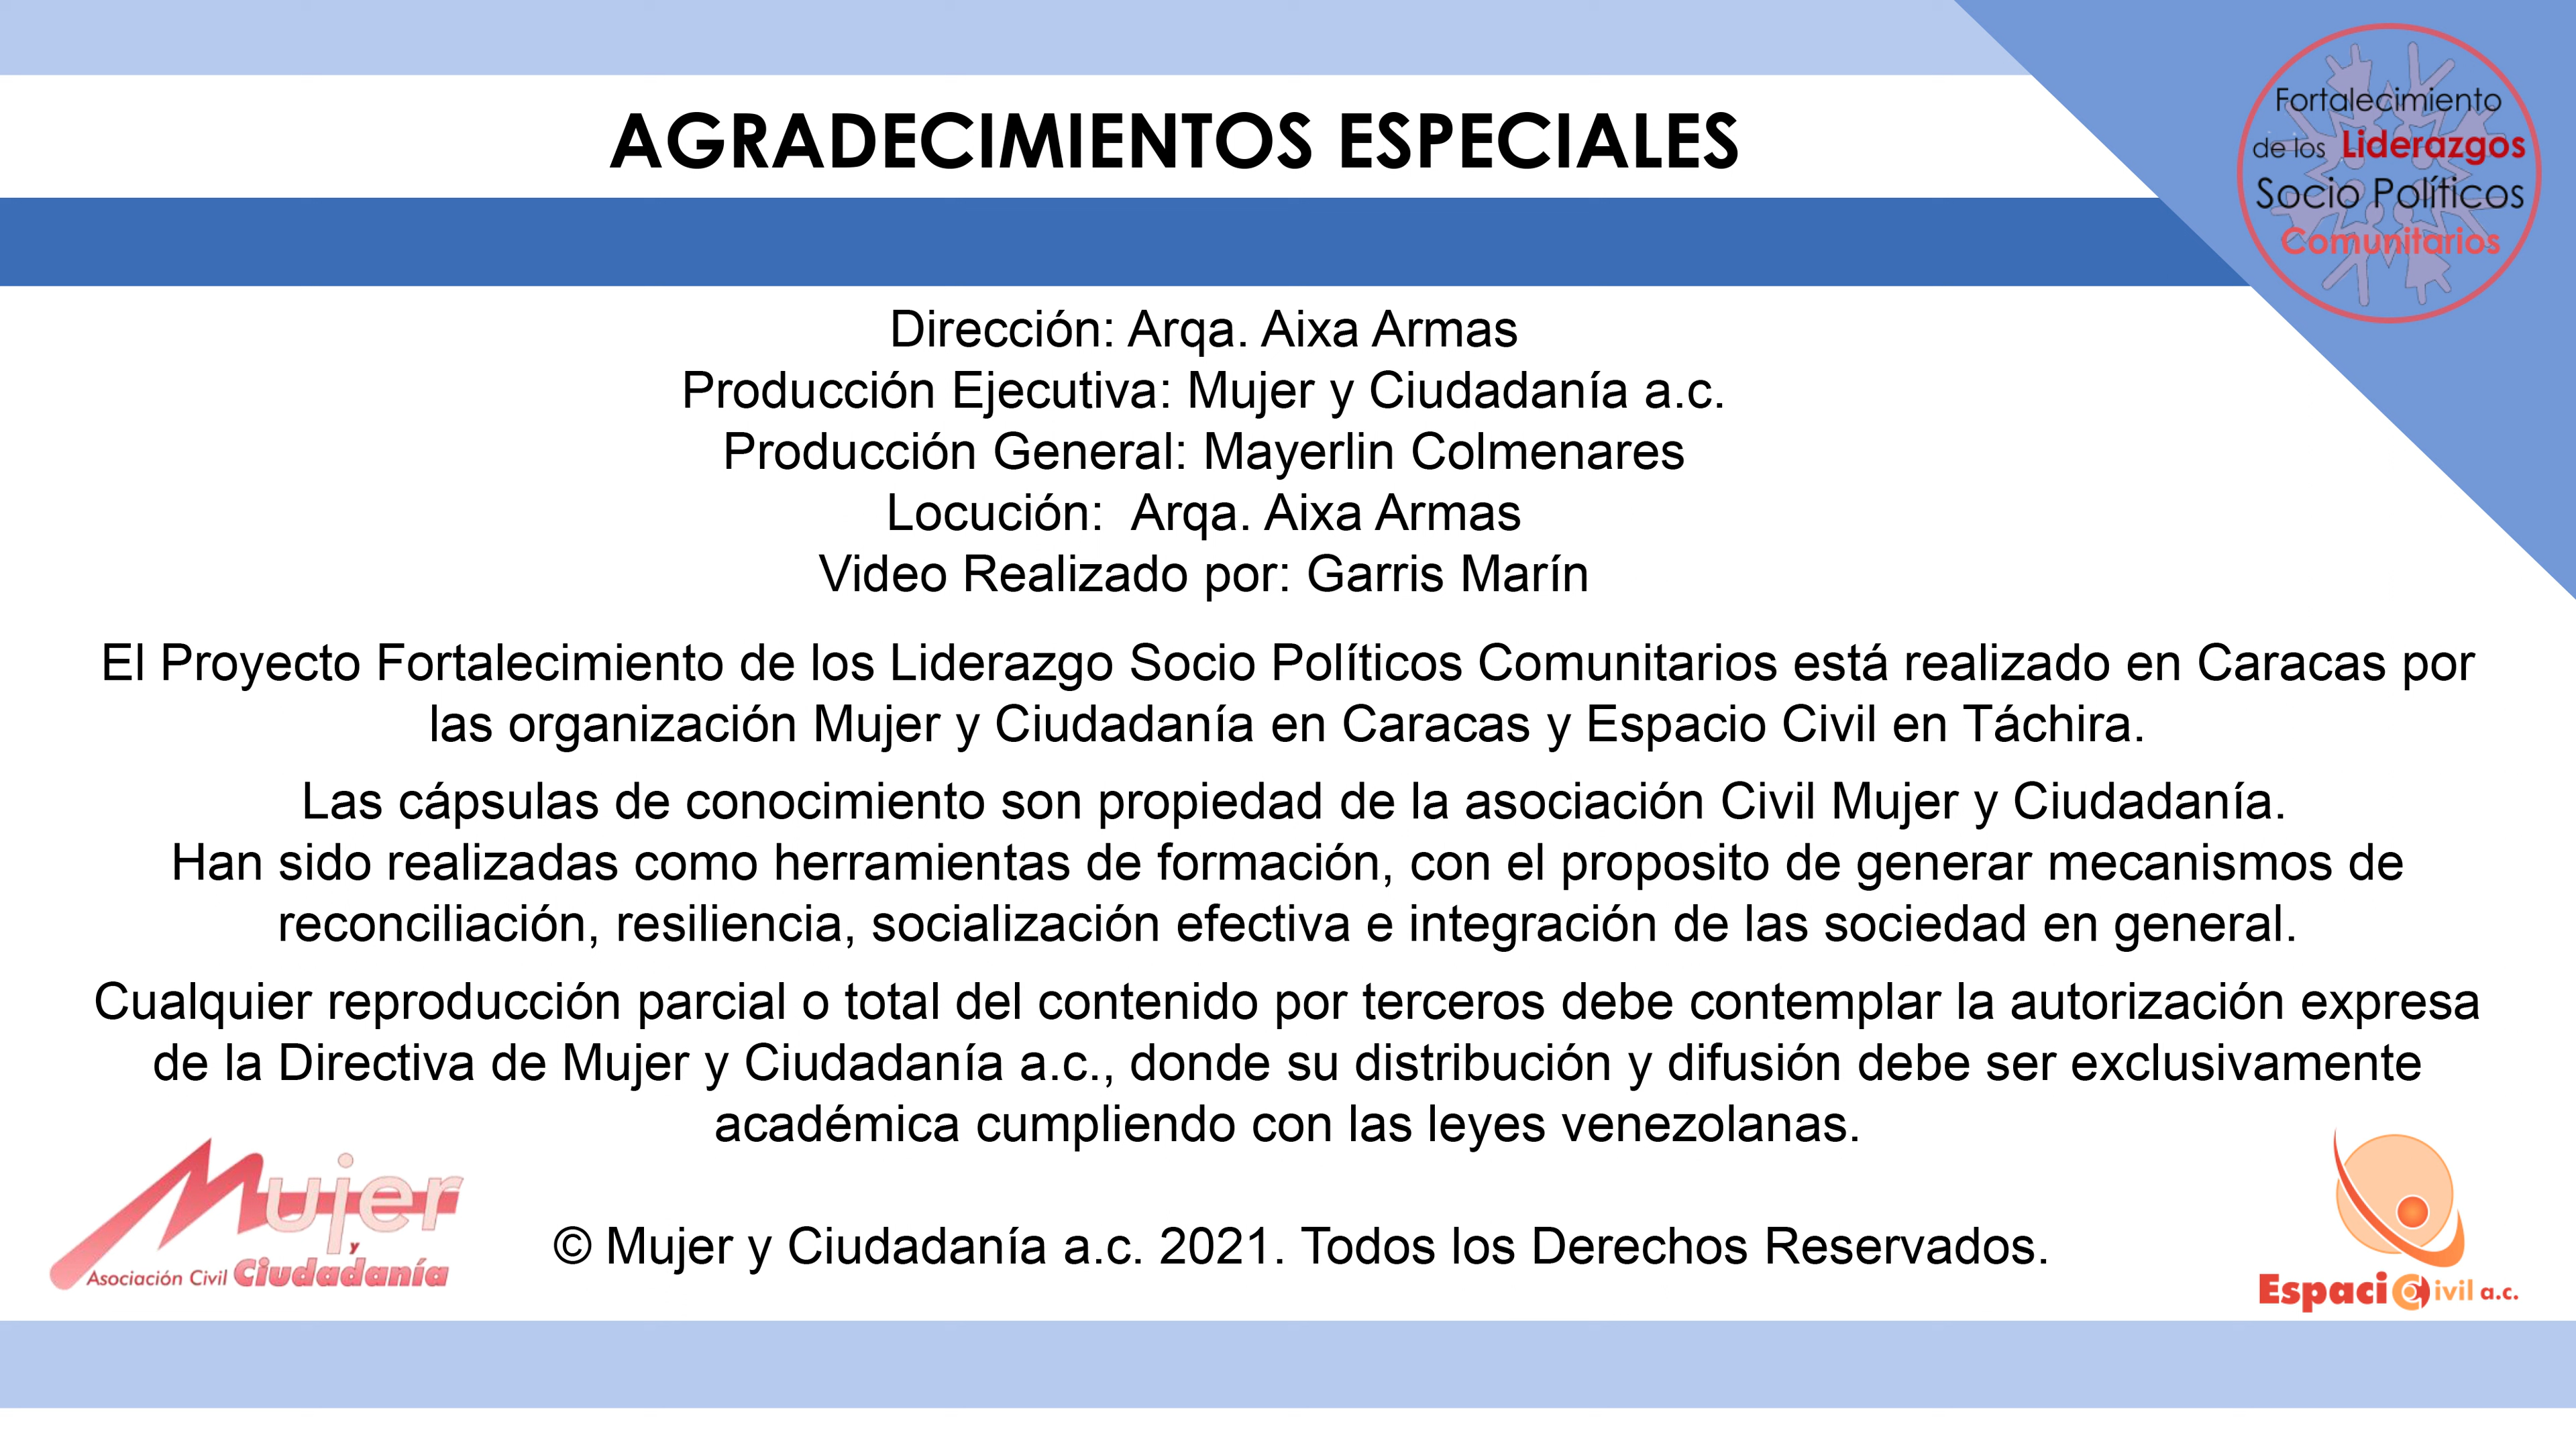 AGRADECIMIENTOS ESPECIALES
Fortalecimiento
de los Liderazgos
Socio Políticos
Comunitarios
Dirección: Arqa. Aixa Armas
Producción Ejecutiva: Mujer y Ciudadanía a.c.
Producción General: Mayerlin Colmenares
Locución:  Arqa. Aixa Armas
Video Realizado por: Garris Marín
El Proyecto Fortalecimiento de los Liderazgo Socio Políticos Comunitarios está realizado en Caracas por
las organización Mujer y Ciudadanía en Caracas y Espacio Civil en Táchira.
Las cápsulas de conocimiento son propiedad de la asociación Civil Mujer y Ciudadanía.
Han sido realizadas como herramientas de formación, con el proposito de generar mecanismos de
reconciliación, resiliencia, socialización efectiva e integración de las sociedad en general.
Cualquier reproducción parcial o total del contenido por terceros debe contemplar la autorización expresa
de la Directiva de Mujer y Ciudadanía a.c., donde su distribución y difusión debe ser exclusivamente
académica cumpliendo con las leyes venezolanas.
Mujer
y
Asociación Civil Ciudadanía
© Mujer y Ciudadanía a.c. 2021. Todos los Derechos Reservados.
Espacio Civil a.c.